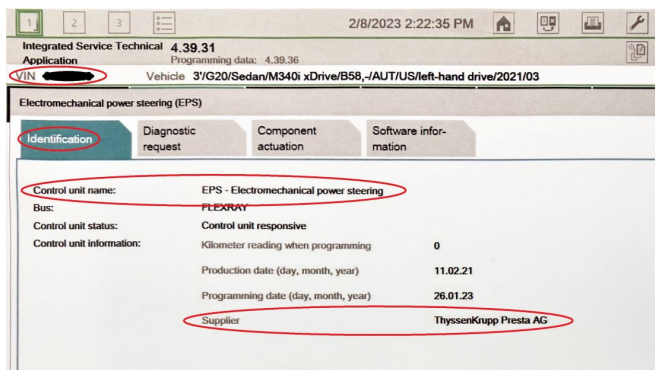 1 2 3 2/8/2023 2:22:35 PM
Integrated Service Technical Application 4.39.31
Programming data: 4.39.36
VIN Vehicle 3'/G20/Sedan/M340i xDrive/B58,-/AUT/US/left-hand drive/2021/03
Electromechanical power steering (EPS)
Identification Diagnostic request Component actuation Software infor-mation
Control unit name: EPS - Electromechanical power steering
Bus: FLEXRAY
Control unit status: Control unit responsive
Control unit information: Kilometer reading when programming 0
Production date (day, month, year) 11.02.21
Programming date (day, month, year) 26.01.23
Supplier ThyssenKrupp Presta AG